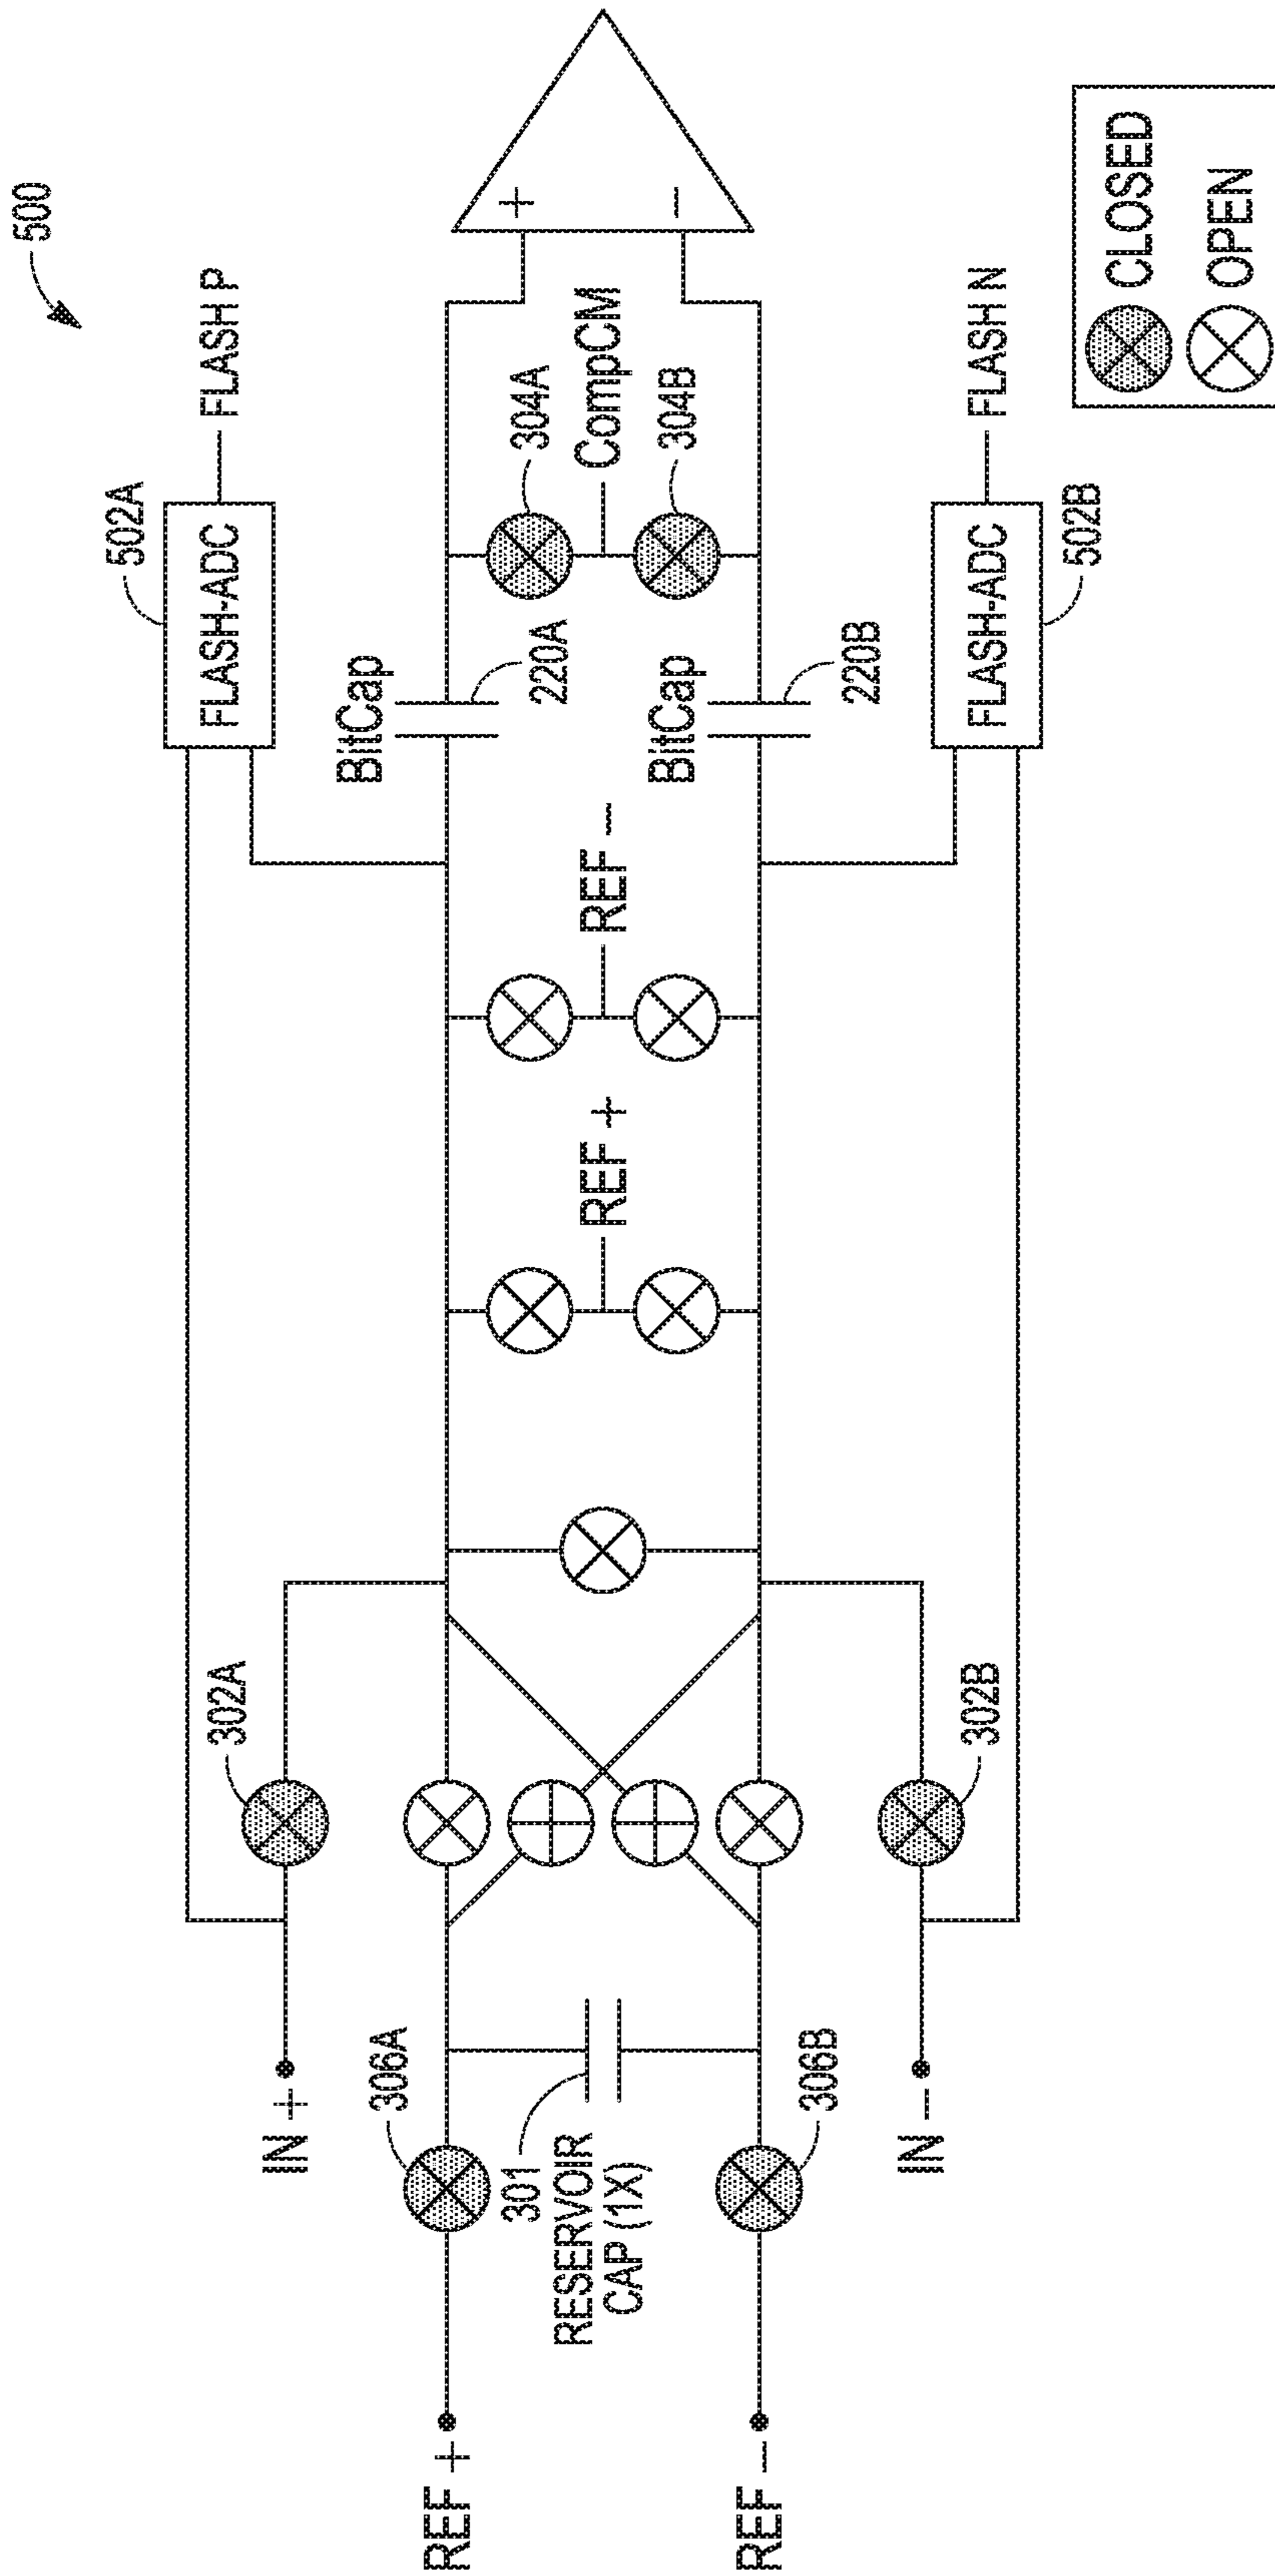 500
502A
FLASH-ADC
FLASH P
302A
IN +
BitCap
220A
304A
+
REF +
306A
301
RESERVOIR
CAP (1X)
REF +
REF −
CompCM
304B
−
REF −
306B
BitCap
220B
302B
IN −
FLASH-ADC
FLASH N
502B
CLOSED
OPEN